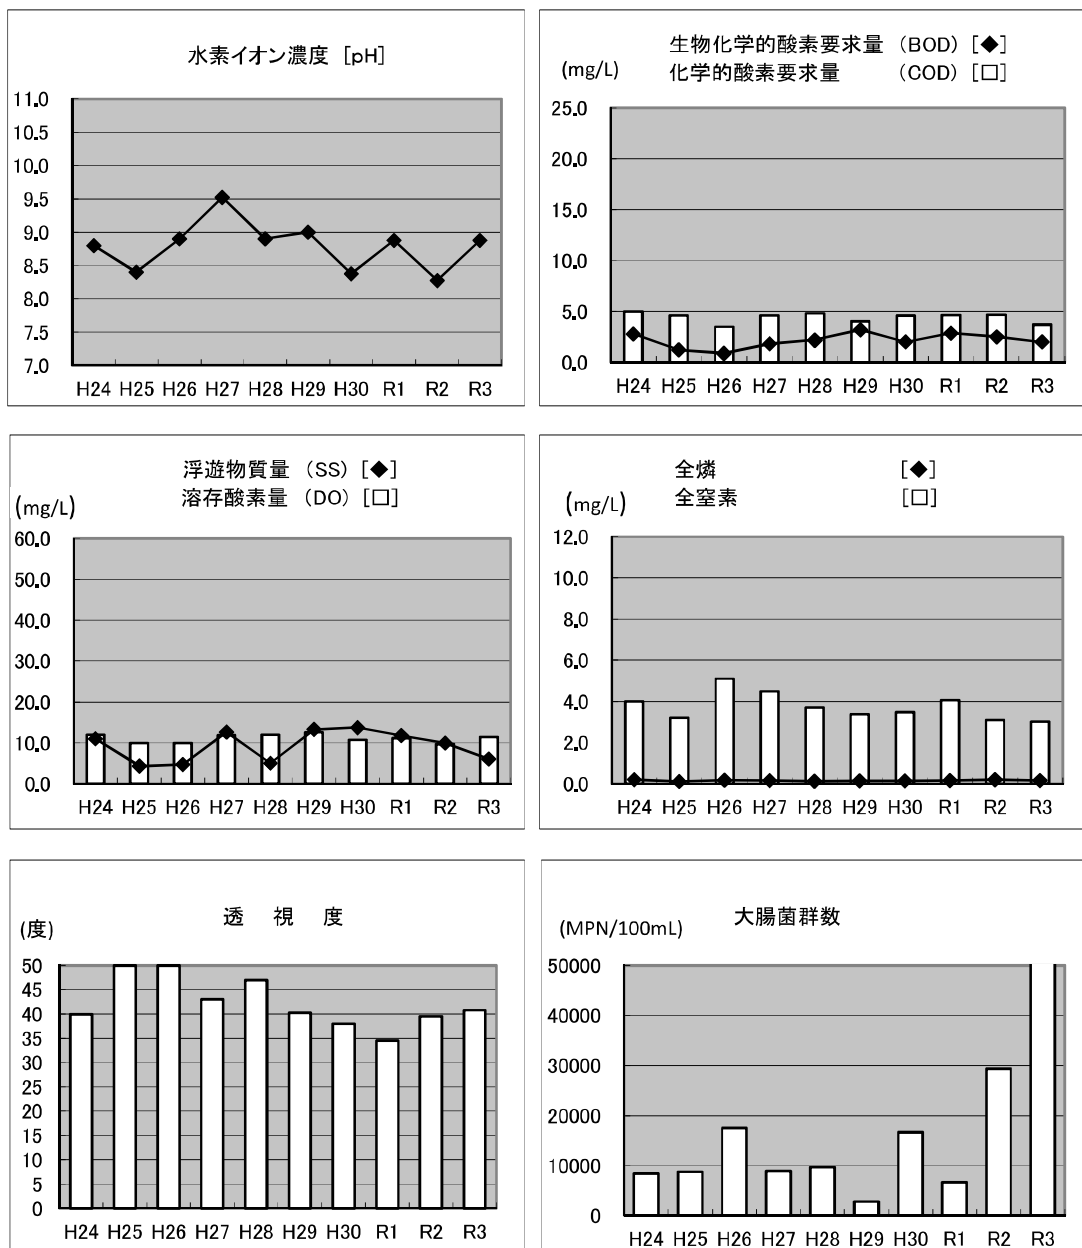 水素イオン濃度 [pH]
11.0
10.5
10.0
9.5
9.0
8.5
8.0
7.5
7.0
H24 H25 H26 H27 H28 H29 H30 R1 R2 R3
生物化学的酸素要求量 (BOD) [◆]
(mg/L) 化学的酸素要求量 (COD) [□]
25.0
20.0
15.0
10.0
5.0
0.0
H24 H25 H26 H27 H28 H29 H30 R1 R2 R3
浮遊物質量 (SS) [◆]
(mg/L) 溶存酸素量 (DO) [□]
60.0
50.0
40.0
30.0
20.0
10.0
0.0
H24 H25 H26 H27 H28 H29 H30 R1 R2 R3
全燐 [◆]
(mg/L) 全窒素 [□]
12.0
10.0
8.0
6.0
4.0
2.0
0.0
H24 H25 H26 H27 H28 H29 H30 R1 R2 R3
透 視 度
(度)
50
45
40
35
30
25
20
15
10
5
0
H24 H25 H26 H27 H28 H29 H30 R1 R2 R3
大腸菌群数
(MPN/100mL)
50000
40000
30000
20000
10000
0
H24 H25 H26 H27 H28 H29 H30 R1 R2 R3